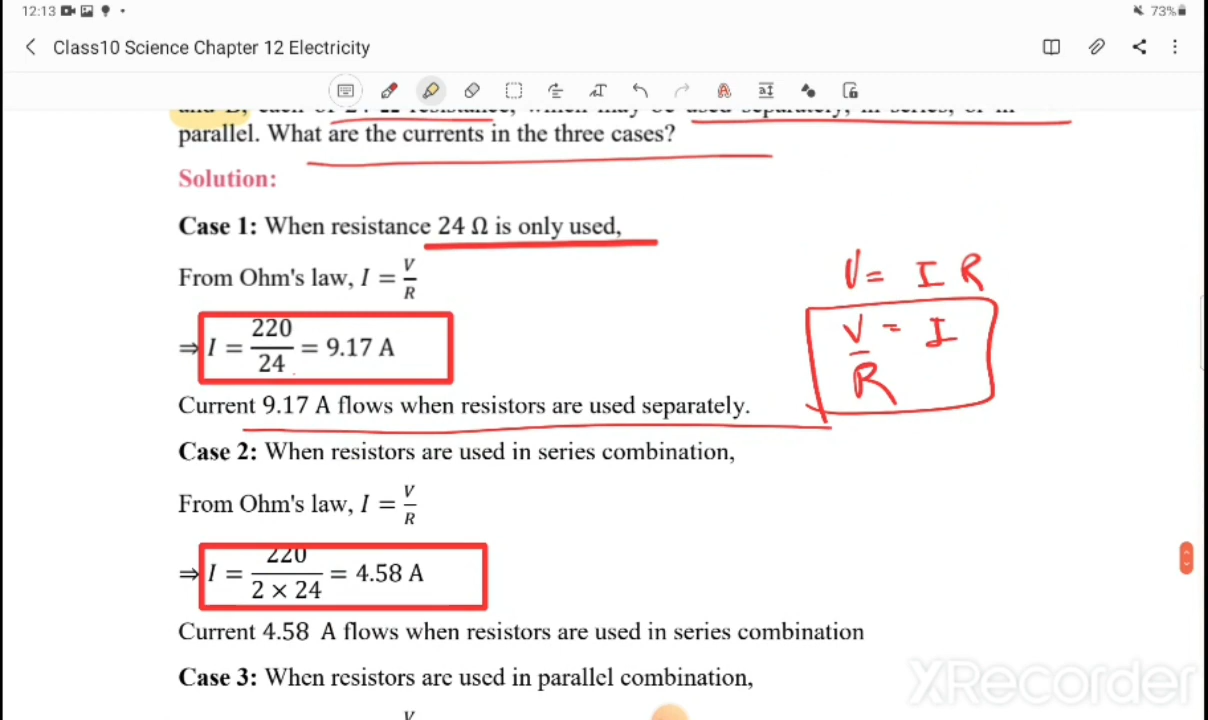 12:13
73%
Class10 Science Chapter 12 Electricity
parallel. What are the currents in the three cases?
Solution:
Case 1: When resistance 24 Ω is only used,
From Ohm's law, I = V/R
⇒ I = 220/24 = 9.17 A
V = I R
V/R = I
Current 9.17 A flows when resistors are used separately.
Case 2: When resistors are used in series combination,
From Ohm's law, I = V/R
⇒ I = 220/(2 × 24) = 4.58 A
Current 4.58 A flows when resistors are used in series combination
Case 3: When resistors are used in parallel combination,
V
XRecorder